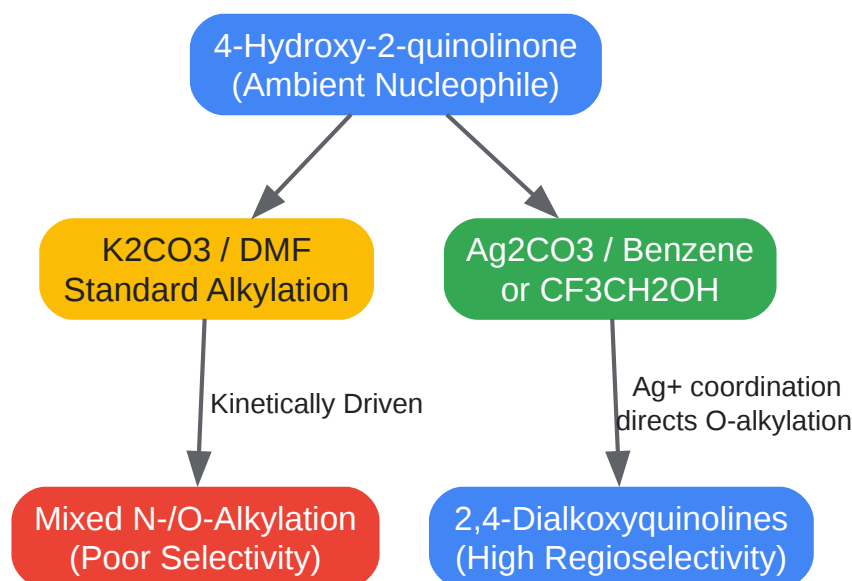 4-Hydroxy-2-quinolinone
(Ambient Nucleophile)
K2CO3 / DMF
Standard Alkylation
Ag2CO3 / Benzene
or CF3CH2OH
Kinetically Driven
Ag+ coordination
directs O-alkylation
Mixed N-/O-Alkylation
(Poor Selectivity)
2,4-Dialkoxyquinolines
(High Regioselectivity)